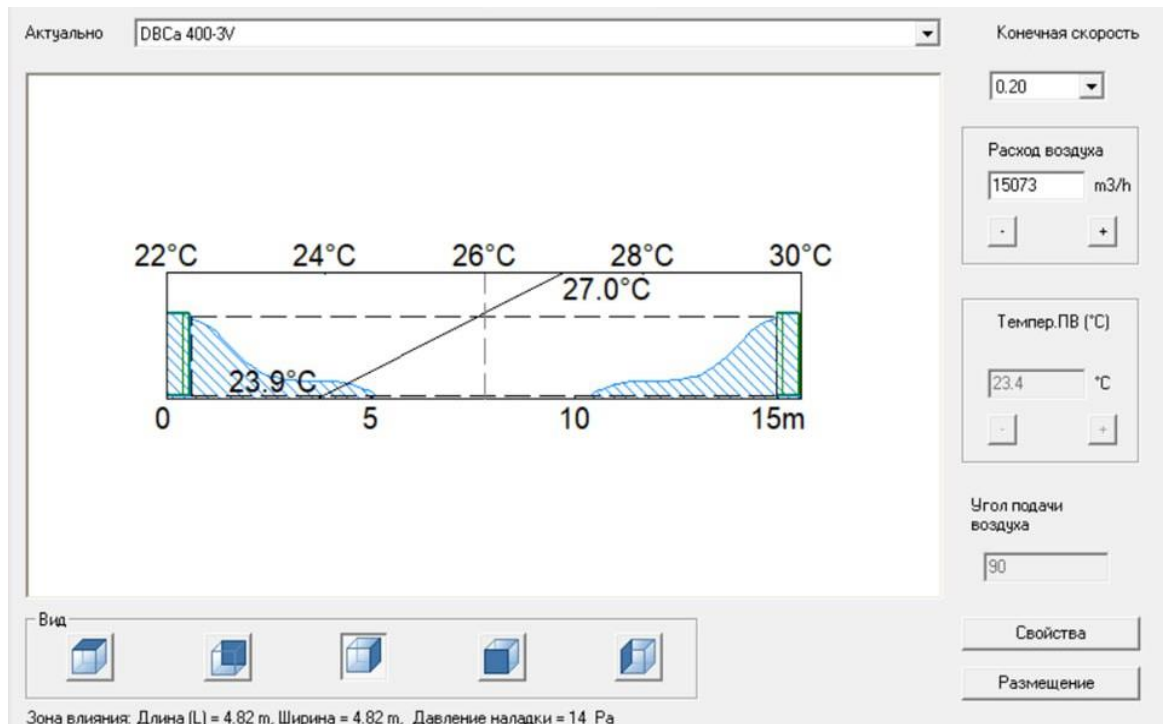 Актуально DBCa 400-3V Конечная скорость
0.20
Расход воздуха
15073 m3/h
- +
22°C 24°C 26°C 28°C 30°C
27.0°C
Темпер.ПВ (°C)
23.9°C
23.4 °C
0 5 10 15m
- +
Угол подачи
воздуха
90
Вид
Свойства
Размещение
Зона влияния: Длина (L) = 4.82 m, Ширина = 4.82 m, Давление наладки = 14 Pa